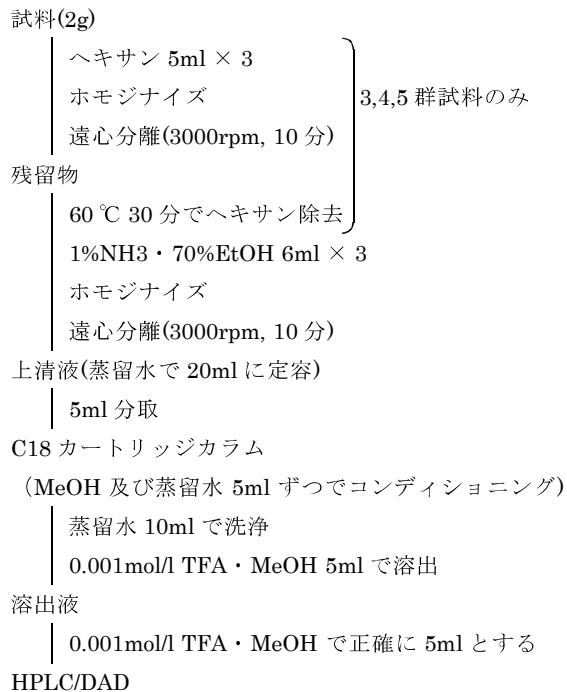 試料(2g)
ヘキサン 5ml × 3
ホモジナイズ
3,4,5 群試料のみ
遠心分離(3000rpm, 10 分)
残留物
60 ℃ 30 分でヘキサン除去
1%NH3・70%EtOH 6ml × 3
ホモジナイズ
遠心分離(3000rpm, 10 分)
上清液(蒸留水で 20ml に定容)
5ml 分取
C18 カートリッジカラム
（MeOH 及び蒸留水 5ml ずつでコンディショニング)
蒸留水 10ml で洗浄
0.001mol/l TFA・MeOH 5ml で溶出
溶出液
0.001mol/l TFA・MeOH で正確に 5ml とする
HPLC/DAD